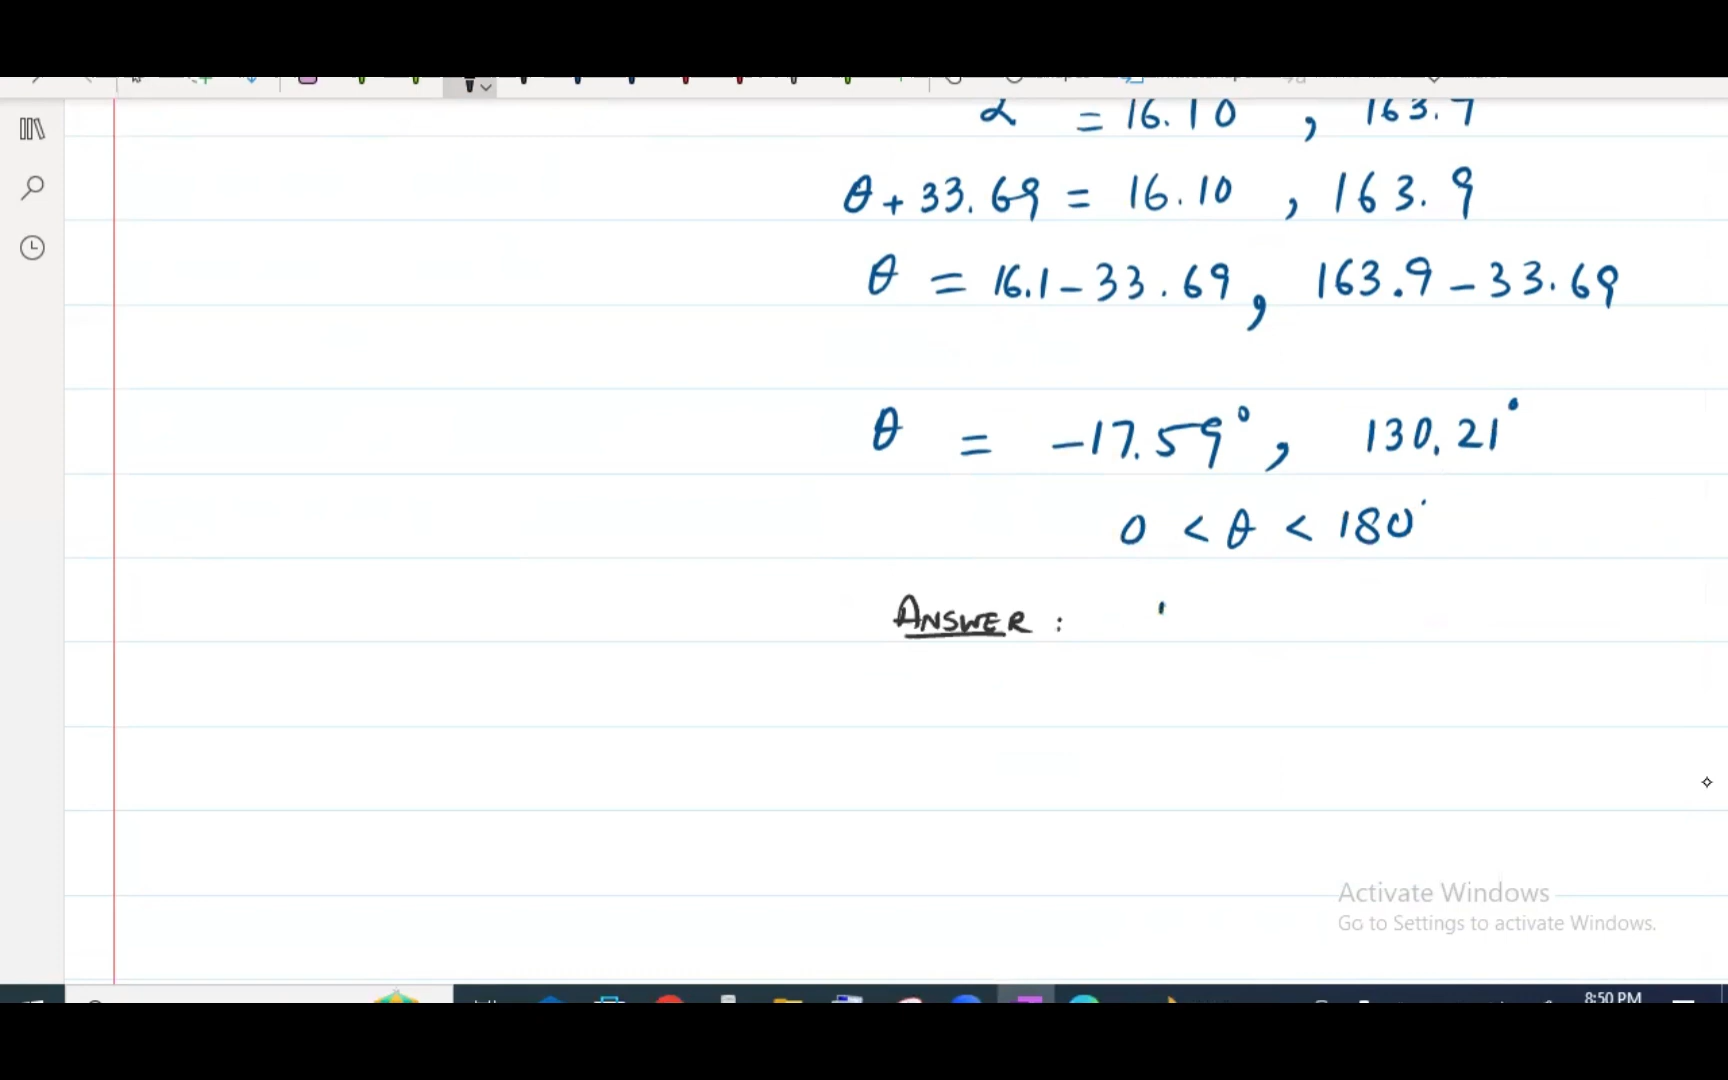 α = 16.10 , 163.9
θ + 33.69 = 16.10 , 163.9
θ = 16.1 - 33.69 , 163.9 - 33.69
θ = -17.59° , 130.21°
0 < θ < 180°
ANSWER :
Activate Windows
Go to Settings to activate Windows.
8:50 PM